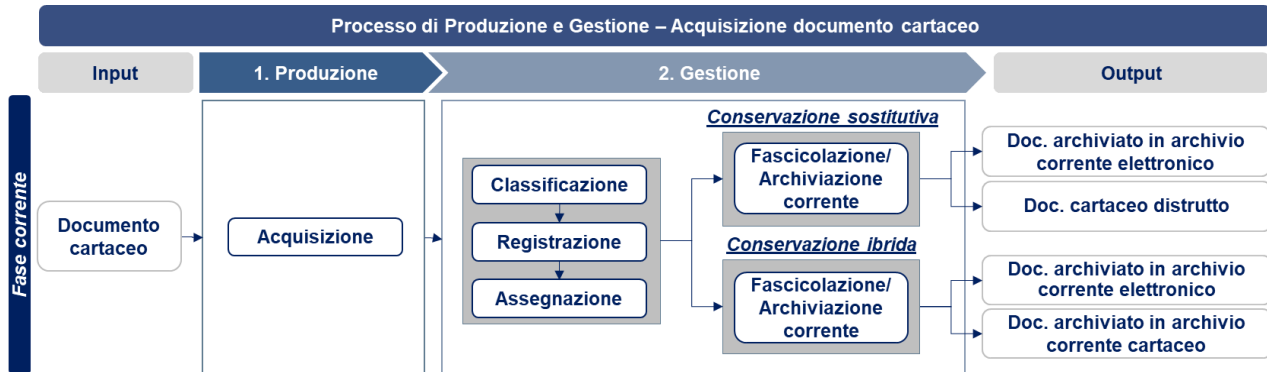 Processo di Produzione e Gestione – Acquisizione documento cartaceo
Input
1. Produzione
2. Gestione
Output
Fase corrente
Documento
cartaceo
Acquisizione
Classificazione
Registrazione
Assegnazione
Conservazione sostitutiva
Fascicolazione/
Archiviazione
corrente
Conservazione ibrida
Fascicolazione/
Archiviazione
corrente
Doc. archiviato in archivio
corrente elettronico
Doc. cartaceo distrutto
Doc. archiviato in archivio
corrente elettronico
Doc. archiviato in archivio
corrente cartaceo